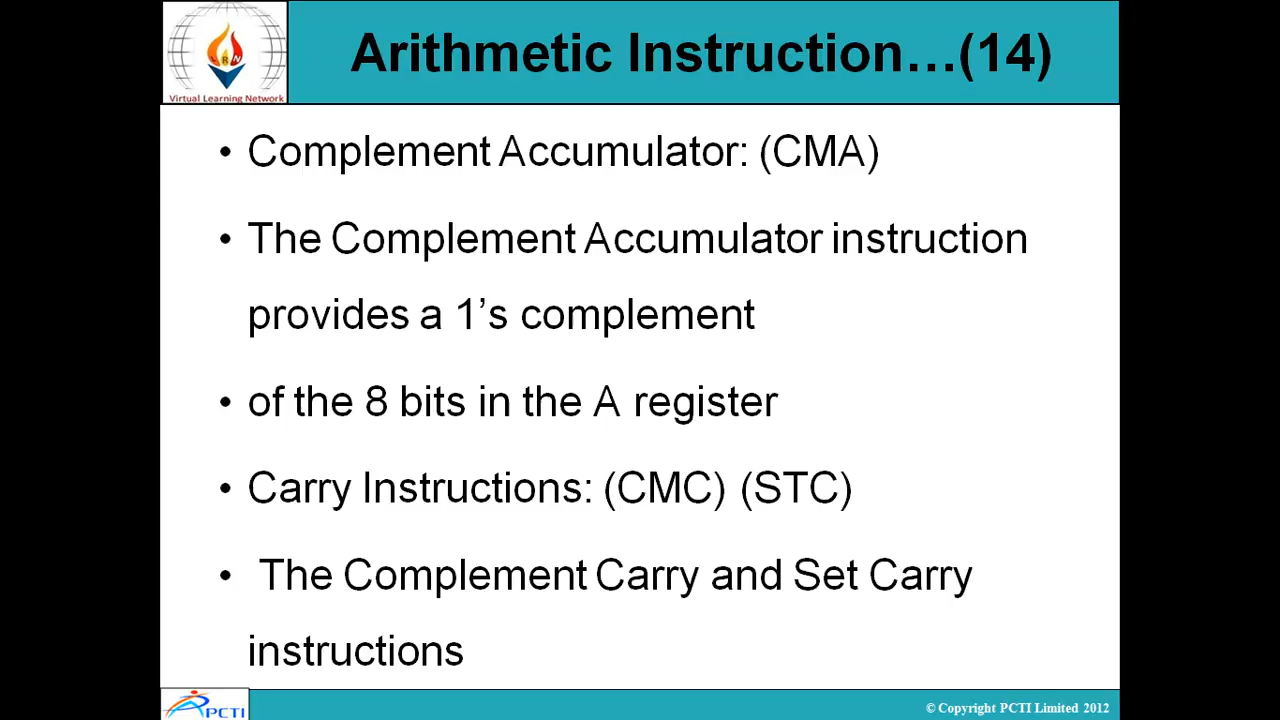 Arithmetic Instruction…(14)
LRN
Virtual Learning Network
• Complement Accumulator: (CMA)
• The Complement Accumulator instruction
provides a 1’s complement
• of the 8 bits in the A register
• Carry Instructions: (CMC) (STC)
• The Complement Carry and Set Carry
instructions
PCTI
© Copyright PCTI Limited 2012